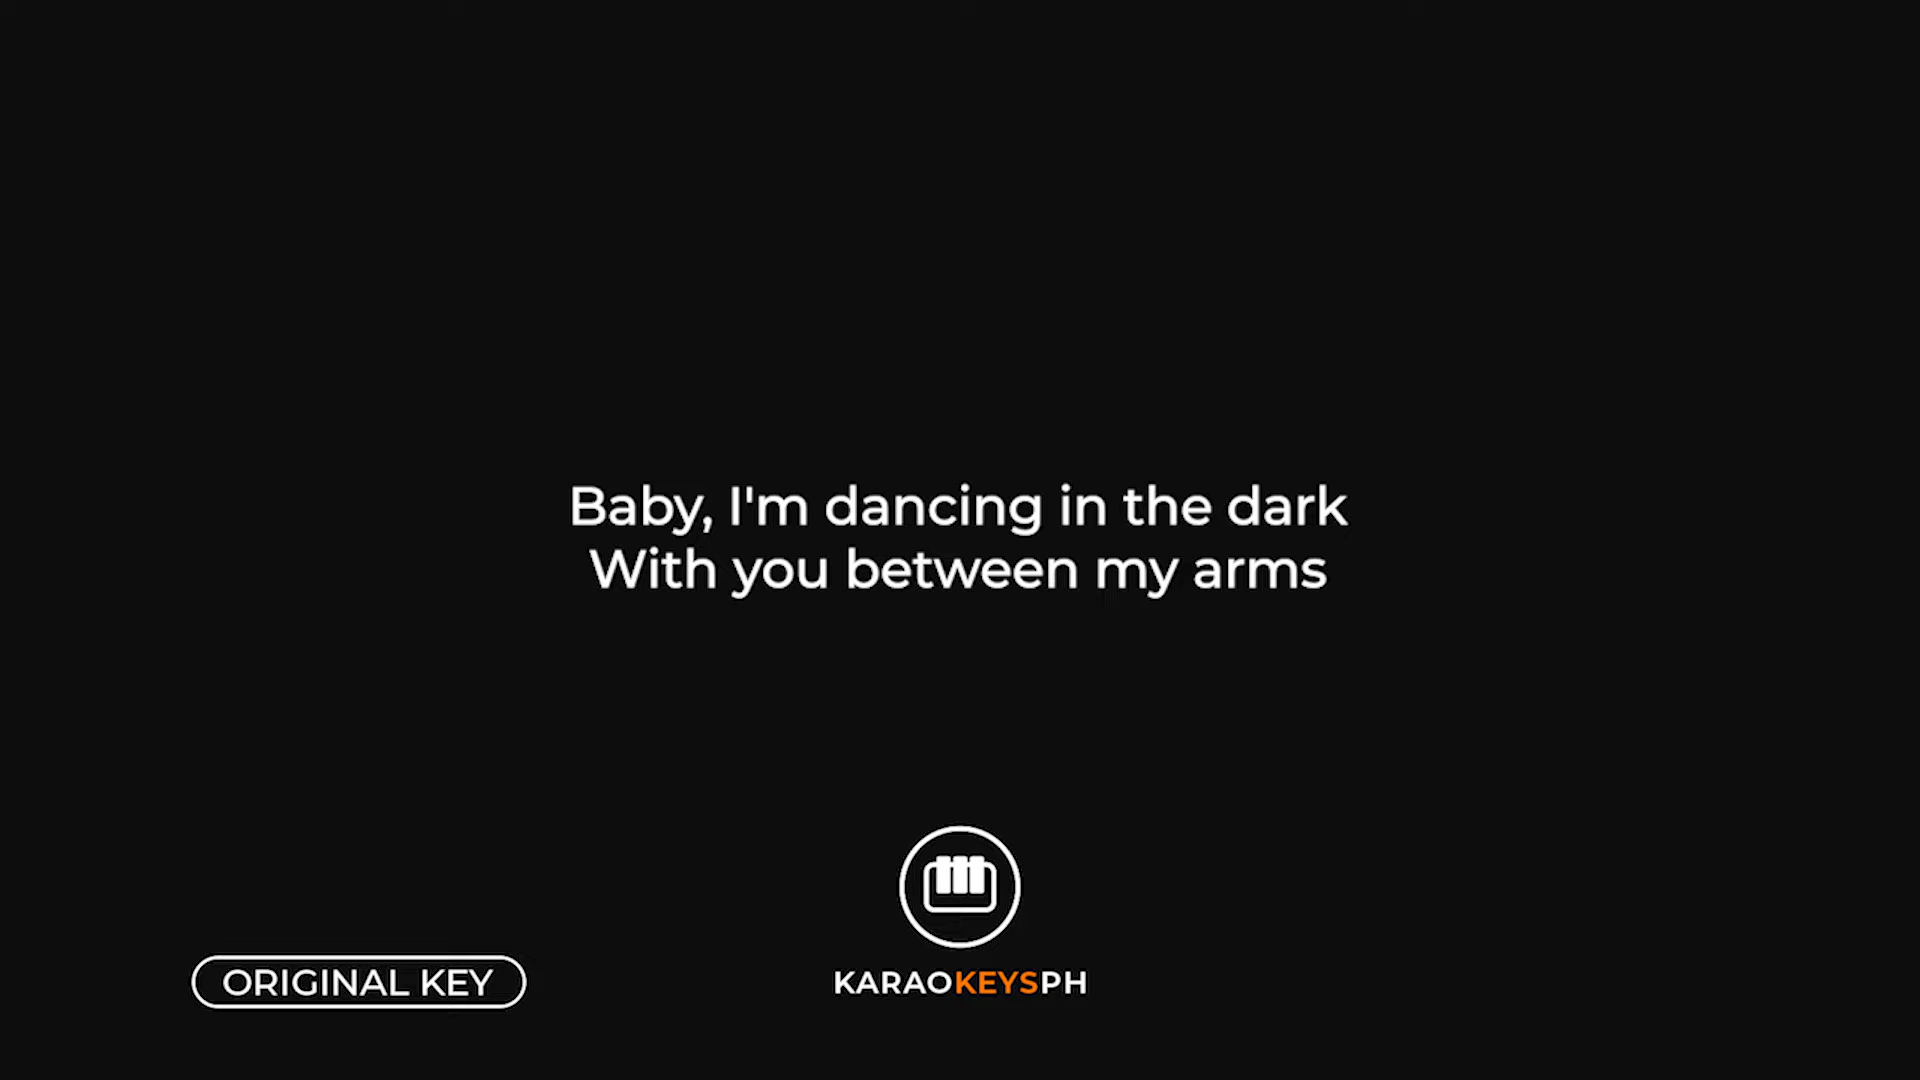 Baby, I'm dancing in the dark
With you between my arms
ORIGINAL KEY
KARAOKEYSPH